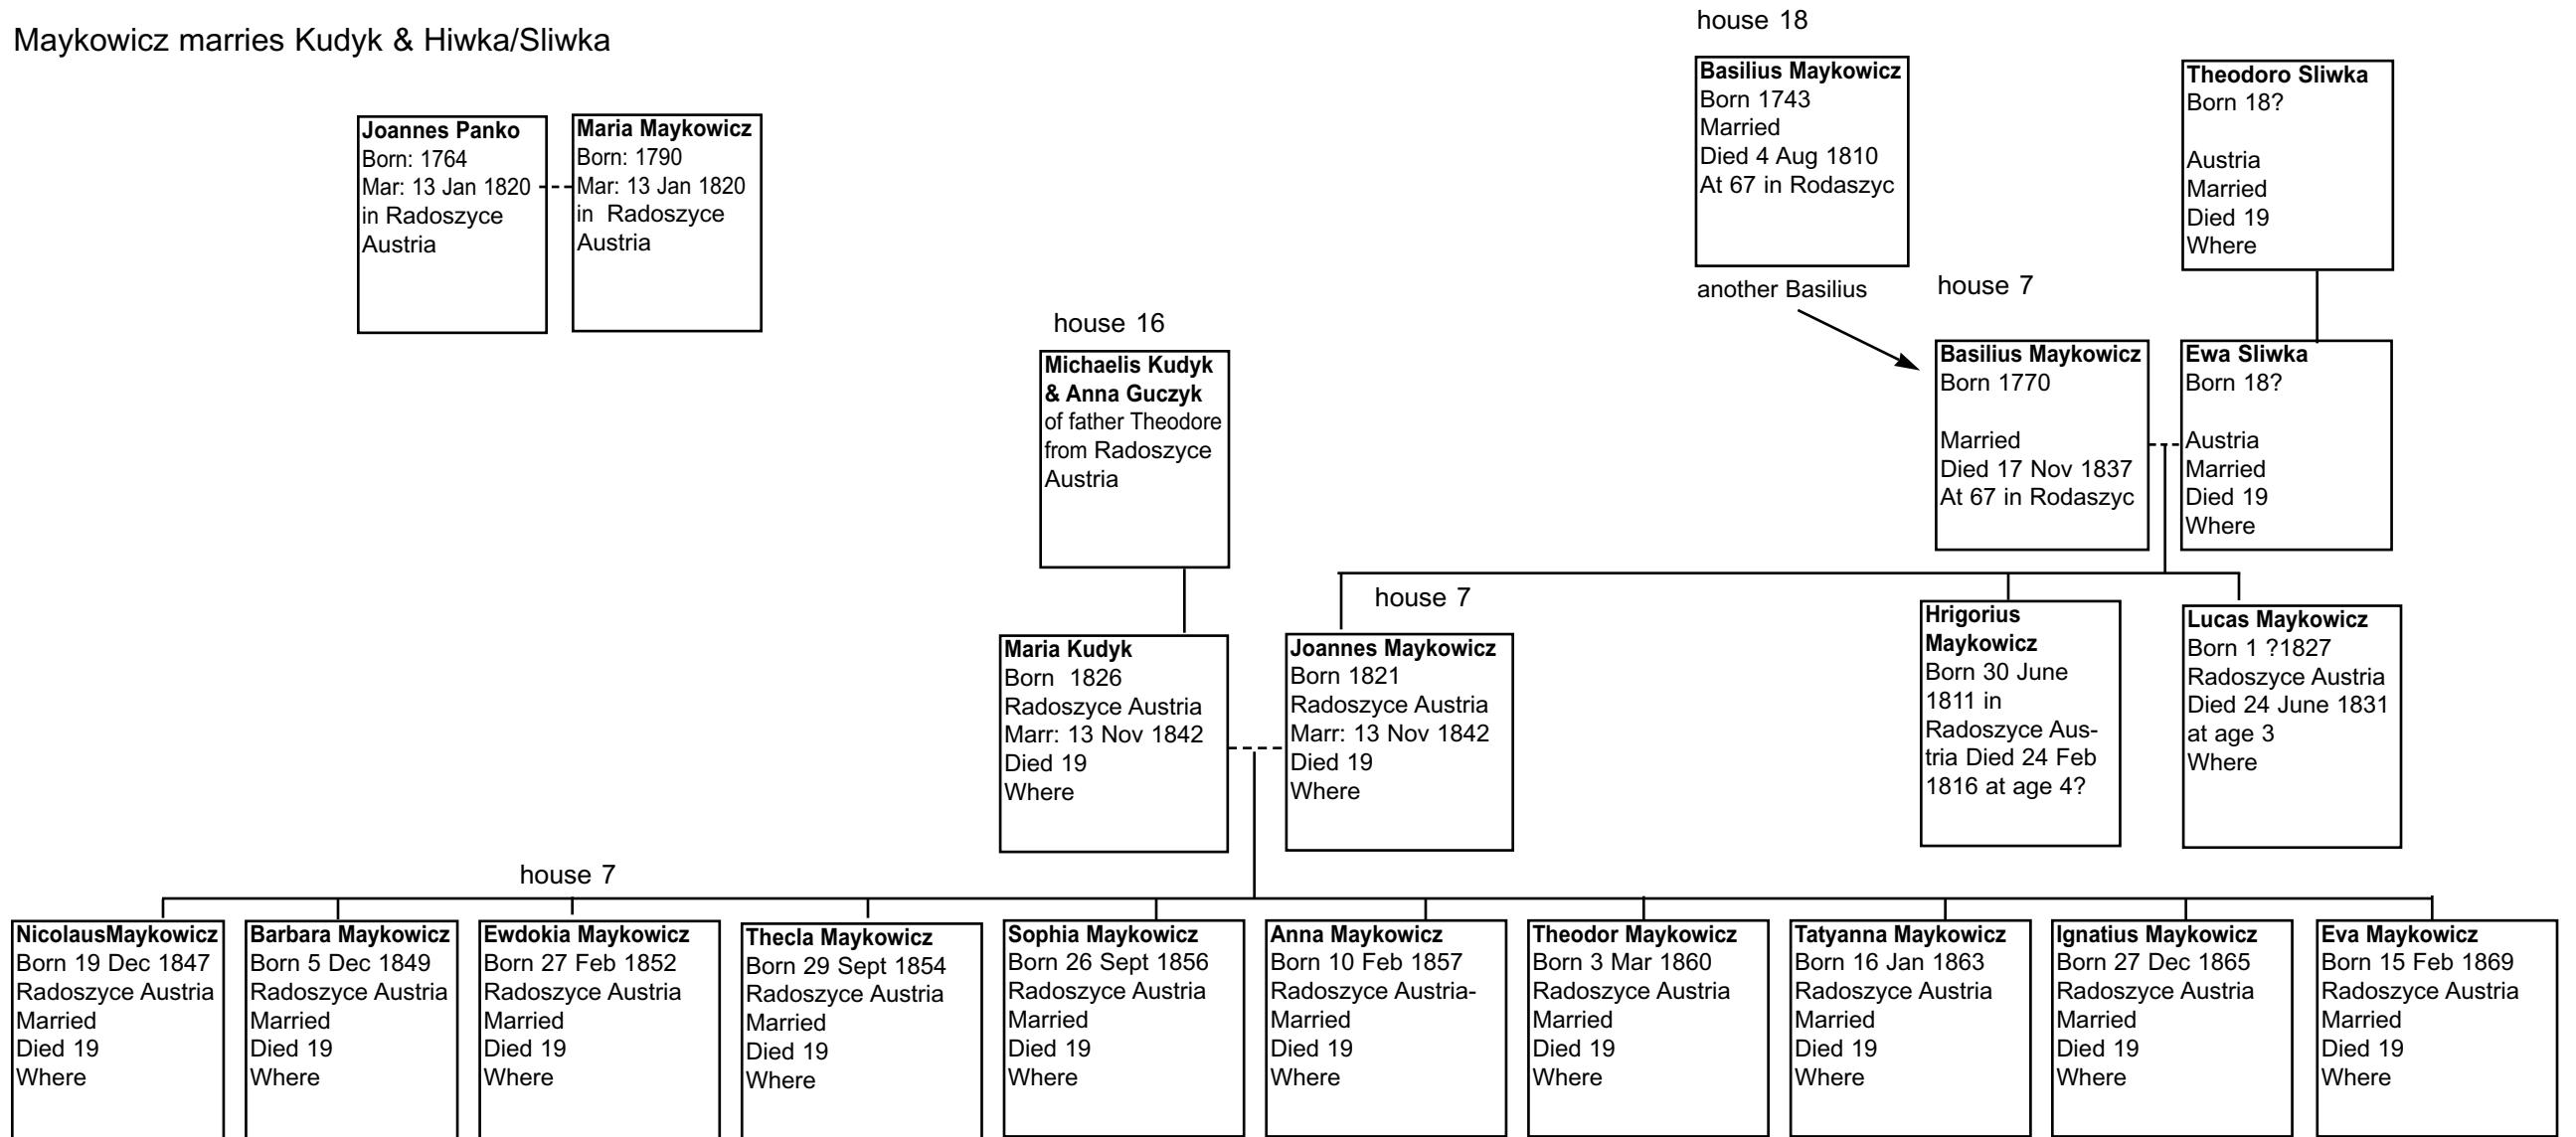 Maykowicz marries Kudyk & Hiwka/Sliwka
house 18
Basilius Maykowicz
Born 1743
Married
Died 4 Aug 1810
At 67 in Rodaszyc
Theodoro Sliwka
Born 18?
Austria
Married
Died 19
Where
Joannes Panko
Born: 1764
Mar: 13 Jan 1820
in Radoszyce
Austria
Maria Maykowicz
Born: 1790
Mar: 13 Jan 1820
in Radoszyce
Austria
another Basilius
house 7
house 16
Michaelis Kudyk
& Anna Guczyk
of father Theodore
from Radoszyce
Austria
Basilius Maykowicz
Born 1770
Married
Died 17 Nov 1837
At 67 in Rodaszyc
Ewa Sliwka
Born 18?
Austria
Married
Died 19
Where
house 7
Maria Kudyk
Born 1826
Radoszyce Austria
Marr: 13 Nov 1842
Died 19
Where
Joannes Maykowicz
Born 1821
Radoszyce Austria
Marr: 13 Nov 1842
Died 19
Where
Hrigorius
Maykowicz
Born 30 June
1811 in
Radoszyce Aus-
tria Died 24 Feb
1816 at age 4?
Lucas Maykowicz
Born 1 ?1827
Radoszyce Austria
Died 24 June 1831
at age 3
Where
house 7
NicolausMaykowicz
Born 19 Dec 1847
Radoszyce Austria
Married
Died 19
Where
Barbara Maykowicz
Born 5 Dec 1849
Radoszyce Austria
Married
Died 19
Where
Ewdokia Maykowicz
Born 27 Feb 1852
Radoszyce Austria
Married
Died 19
Where
Thecla Maykowicz
Born 29 Sept 1854
Radoszyce Austria
Married
Died 19
Where
Sophia Maykowicz
Born 26 Sept 1856
Radoszyce Austria
Married
Died 19
Where
Anna Maykowicz
Born 10 Feb 1857
Radoszyce Austria-
Married
Died 19
Where
Theodor Maykowicz
Born 3 Mar 1860
Radoszyce Austria
Married
Died 19
Where
Tatyanna Maykowicz
Born 16 Jan 1863
Radoszyce Austria
Married
Died 19
Where
Ignatius Maykowicz
Born 27 Dec 1865
Radoszyce Austria
Married
Died 19
Where
Eva Maykowicz
Born 15 Feb 1869
Radoszyce Austria
Married
Died 19
Where